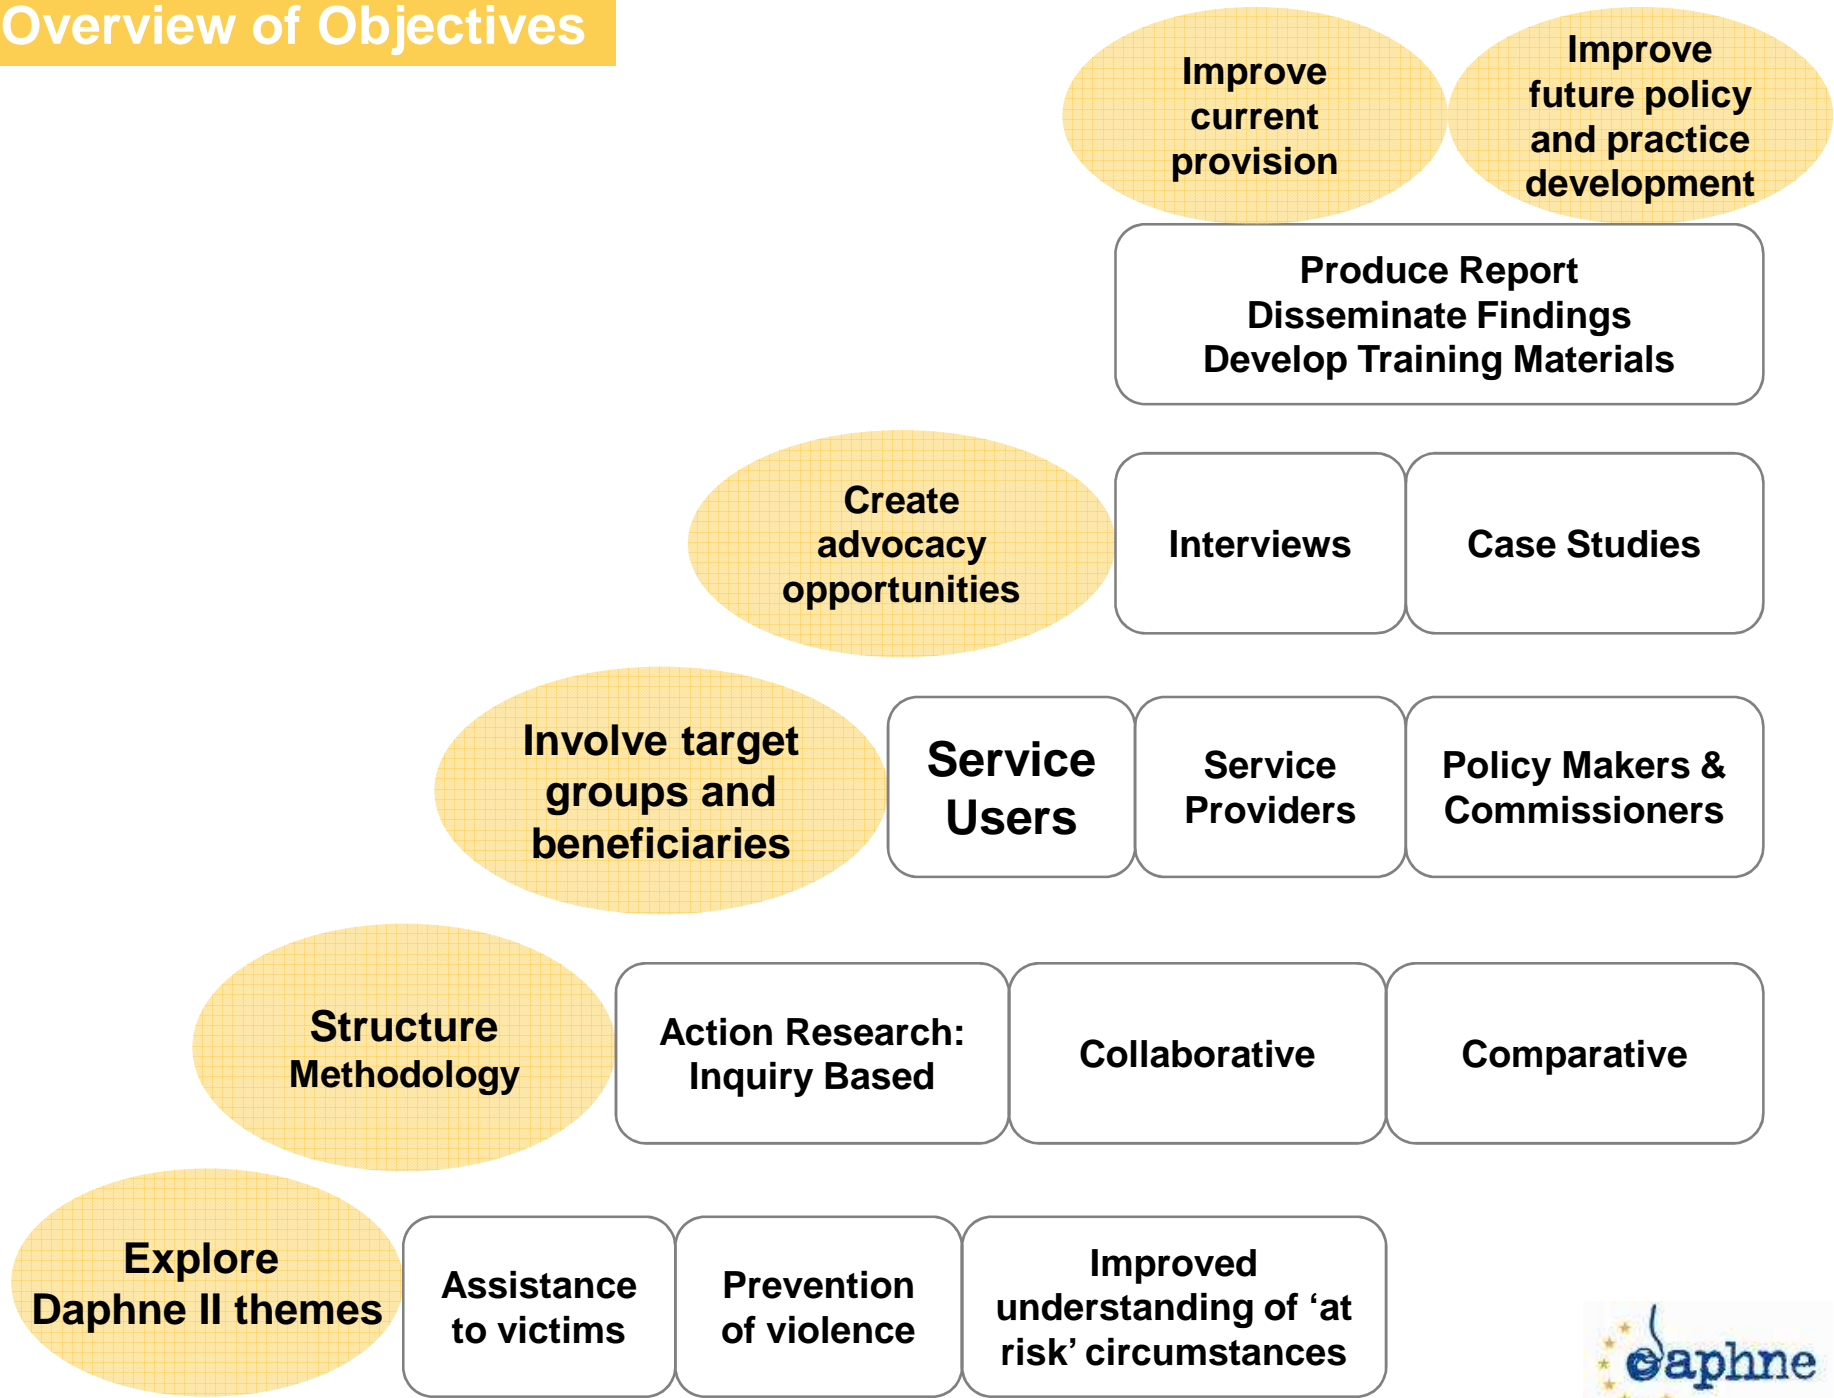 Overview of Objectives
Improve
current
provision
Improve
future policy
and practice
development
Produce Report
Disseminate Findings
Develop Training Materials
Create
advocacy
opportunities
Interviews
Case Studies
Involve target
groups and
beneficiaries
Service
Users
Service
Providers
Policy Makers &
Commissioners
Structure
Methodology
Action Research:
Inquiry Based
Collaborative
Comparative
Explore
Daphne II themes
Assistance
to victims
Prevention
of violence
Improved
understanding of ‘at
risk’ circumstances
daphne